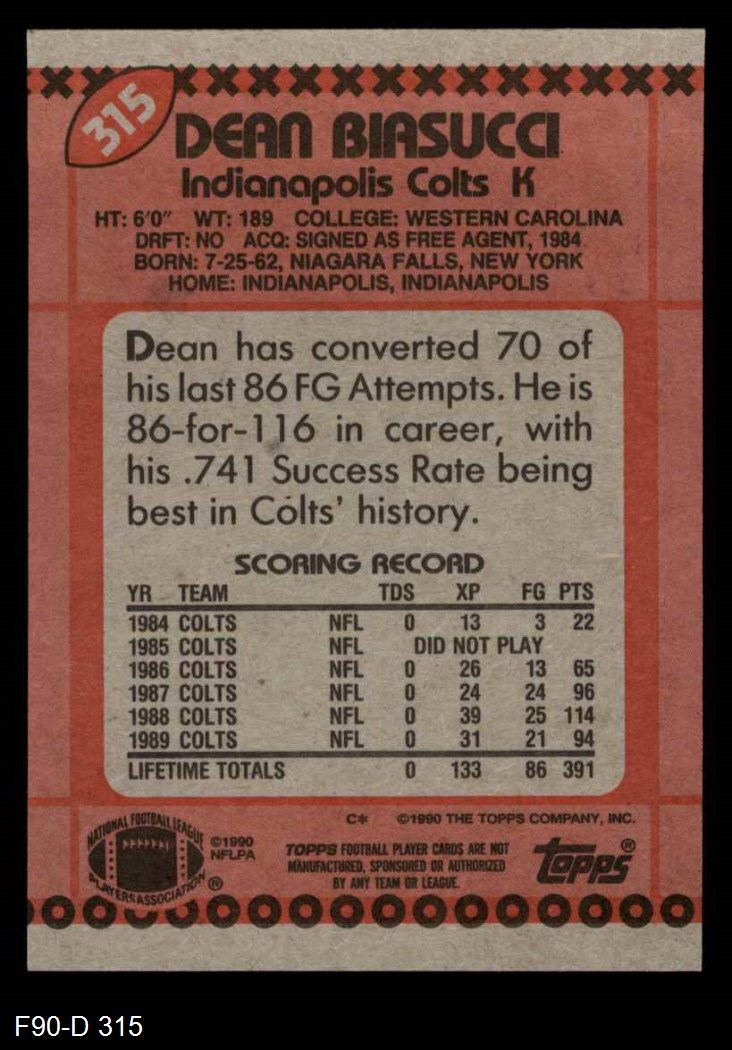 315
DEAN BIASUCCI
Indianapolis Colts K
HT: 6'0" WT: 189 COLLEGE: WESTERN CAROLINA
DRFT: NO ACQ: SIGNED AS FREE AGENT, 1984
BORN: 7-25-62, NIAGARA FALLS, NEW YORK
HOME: INDIANAPOLIS, INDIANAPOLIS
Dean has converted 70 of
his last 86 FG Attempts. He is
86-for-116 in career, with
his .741 Success Rate being
best in Colts' history.
SCORING RECORD
YR TEAM TDS XP FG PTS
1984 COLTS NFL 0 13 3 22
1985 COLTS NFL DID NOT PLAY
1986 COLTS NFL 0 26 13 65
1987 COLTS NFL 0 24 24 96
1988 COLTS NFL 0 39 25 114
1989 COLTS NFL 0 31 21 94
LIFETIME TOTALS 0 133 86 391
C* ©1990 THE TOPPS COMPANY, INC.
NATIONAL FOOTBALL LEAGUE
PLAYERS ASSOCIATION ®
©1990
NFLPA
TOPPS FOOTBALL PLAYER CARDS ARE NOT
MANUFACTURED, SPONSORED OR AUTHORIZED
BY ANY TEAM OR LEAGUE.
topps®
F90-D 315